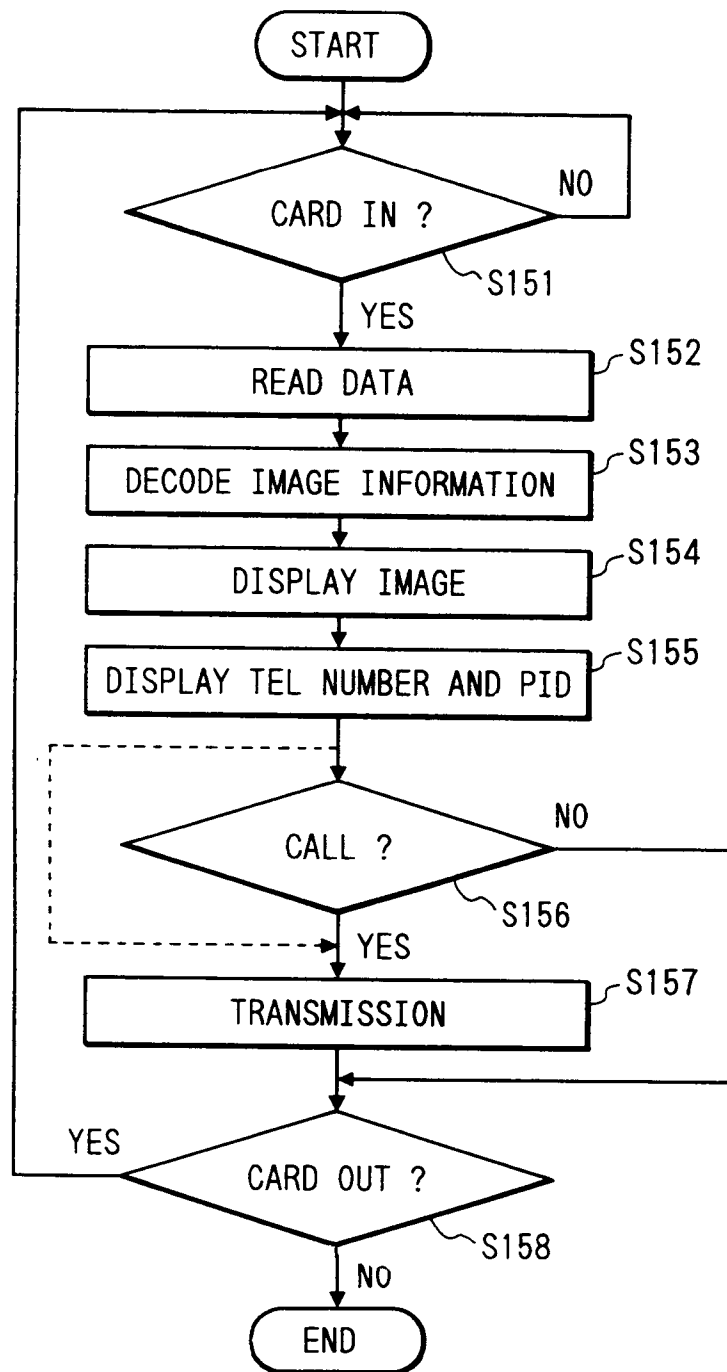 START
CARD IN ?
NO
S151
YES
S152
READ DATA
S153
DECODE IMAGE INFORMATION
S154
DISPLAY IMAGE
S155
DISPLAY TEL NUMBER AND PID
NO
CALL ?
S156
YES
S157
TRANSMISSION
YES
CARD OUT ?
S158
NO
END